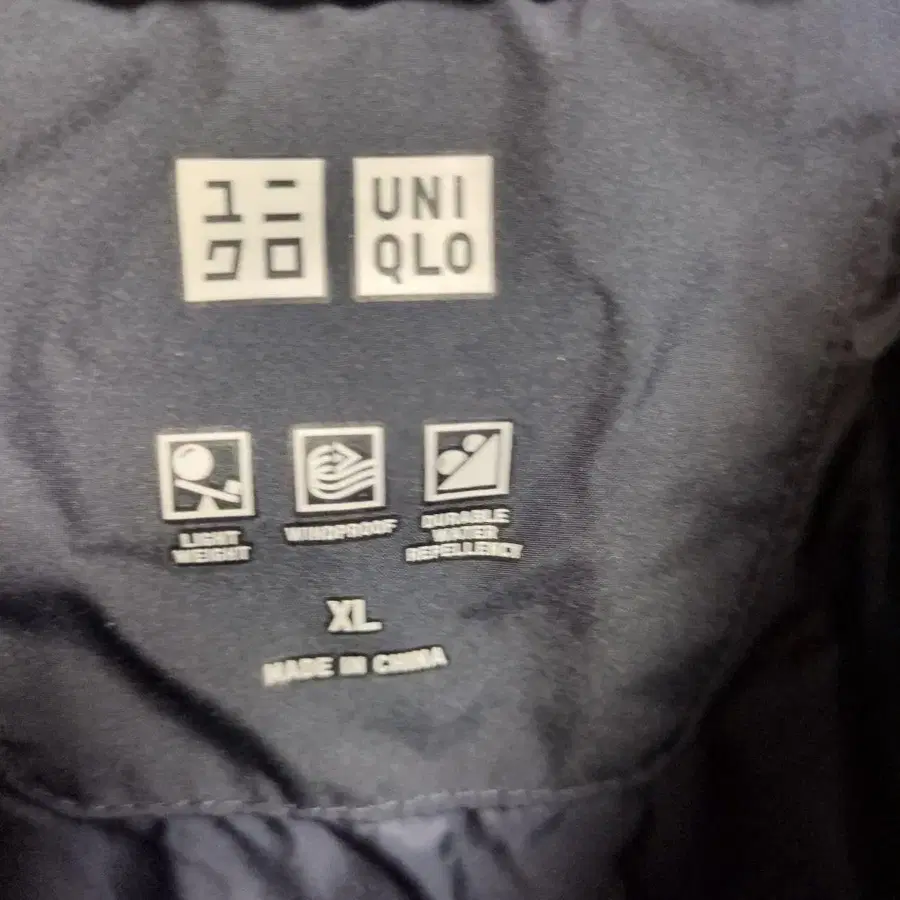 ユニ
クロ
UNI
QLO
LIGHT
WEIGHT
WINDPROOF
DURABLE
WATER
REPELLENCY
XL
MADE IN CHINA